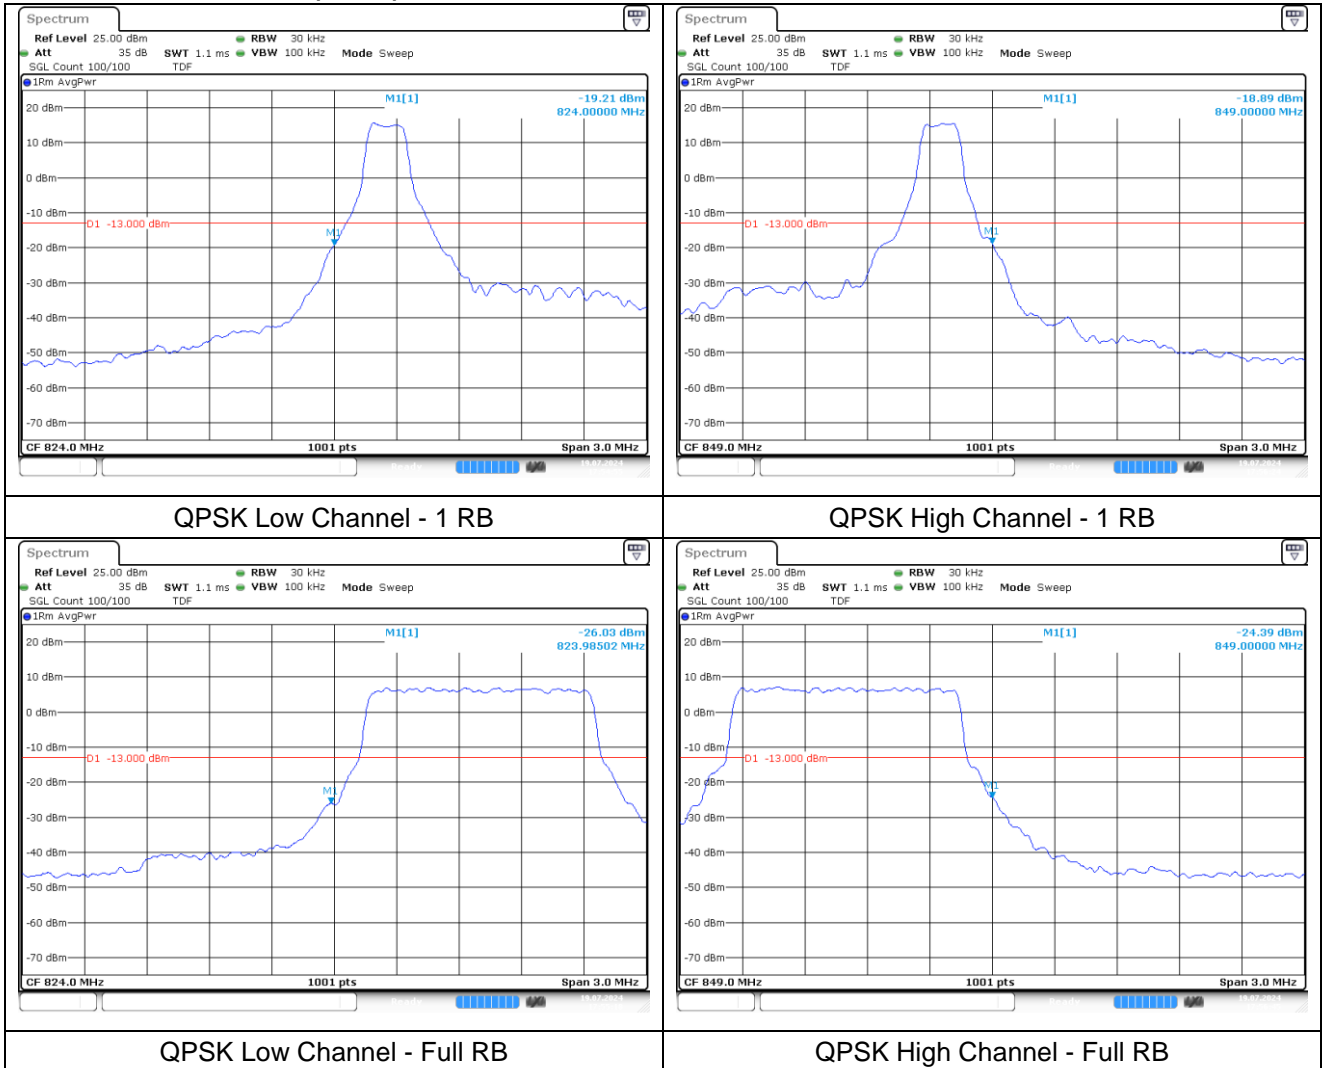 Spectrum
Ref Level 25.00 dBm RBW 30 kHz
Att 35 dB SWT 1.1 ms VBW 100 kHz Mode Sweep
SGL Count 100/100 TDF
1Rm AvgPwr
M1[1] -19.21 dBm
824.00000 MHz
20 dBm
10 dBm
0 dBm
-10 dBm
D1 -13.000 dBm
M1
-20 dBm
-30 dBm
-40 dBm
-50 dBm
-60 dBm
-70 dBm
CF 824.0 MHz 1001 pts Span 3.0 MHz
QPSK Low Channel - 1 RB
Spectrum
Ref Level 25.00 dBm RBW 30 kHz
Att 35 dB SWT 1.1 ms VBW 100 kHz Mode Sweep
SGL Count 100/100 TDF
1Rm AvgPwr
M1[1] -18.89 dBm
849.00000 MHz
20 dBm
10 dBm
0 dBm
-10 dBm
D1 -13.000 dBm
M1
-20 dBm
-30 dBm
-40 dBm
-50 dBm
-60 dBm
-70 dBm
CF 849.0 MHz 1001 pts Span 3.0 MHz
QPSK High Channel - 1 RB
Spectrum
Ref Level 25.00 dBm RBW 30 kHz
Att 35 dB SWT 1.1 ms VBW 100 kHz Mode Sweep
SGL Count 100/100 TDF
1Rm AvgPwr
M1[1] -26.03 dBm
823.98502 MHz
20 dBm
10 dBm
0 dBm
-10 dBm
D1 -13.000 dBm
-20 dBm
M1
-30 dBm
-40 dBm
-50 dBm
-60 dBm
-70 dBm
CF 824.0 MHz 1001 pts Span 3.0 MHz
QPSK Low Channel - Full RB
Spectrum
Ref Level 25.00 dBm RBW 30 kHz
Att 35 dB SWT 1.1 ms VBW 100 kHz Mode Sweep
SGL Count 100/100 TDF
1Rm AvgPwr
M1[1] -24.39 dBm
849.00000 MHz
20 dBm
10 dBm
0 dBm
-10 dBm
D1 -13.000 dBm
-20 dBm
M1
-30 dBm
-40 dBm
-50 dBm
-60 dBm
-70 dBm
CF 849.0 MHz 1001 pts Span 3.0 MHz
QPSK High Channel - Full RB